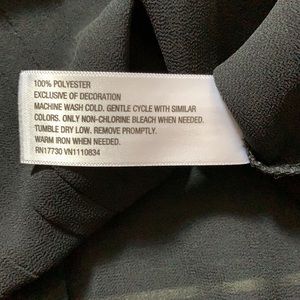 100% POLYESTER
EXCLUSIVE OF DECORATION
MACHINE WASH COLD. GENTLE CYCLE WITH SIMILAR
COLORS. ONLY NON-CHLORINE BLEACH WHEN NEEDED.
TUMBLE DRY LOW. REMOVE PROMPTLY.
WARM IRON WHEN NEEDED.
RN17730 VN1110834